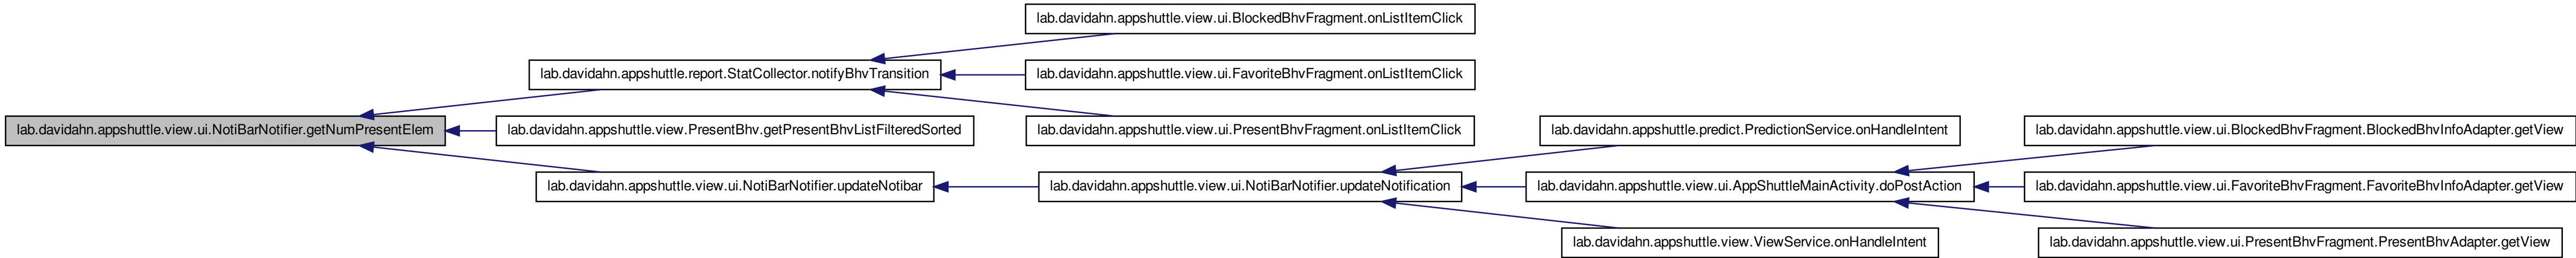 lab.davidahn.appshuttle.view.ui.BlockedBhvFragment.onListItemClick
lab.davidahn.appshuttle.report.StatCollector.notifyBhvTransition
lab.davidahn.appshuttle.view.ui.FavoriteBhvFragment.onListItemClick
lab.davidahn.appshuttle.view.ui.NotiBarNotifier.getNumPresentElem
lab.davidahn.appshuttle.view.PresentBhv.getPresentBhvListFilteredSorted
lab.davidahn.appshuttle.view.ui.PresentBhvFragment.onListItemClick
lab.davidahn.appshuttle.predict.PredictionService.onHandleIntent
lab.davidahn.appshuttle.view.ui.BlockedBhvFragment.BlockedBhvInfoAdapter.getView
lab.davidahn.appshuttle.view.ui.NotiBarNotifier.updateNotibar
lab.davidahn.appshuttle.view.ui.NotiBarNotifier.updateNotification
lab.davidahn.appshuttle.view.ui.AppShuttleMainActivity.doPostAction
lab.davidahn.appshuttle.view.ui.FavoriteBhvFragment.FavoriteBhvInfoAdapter.getView
lab.davidahn.appshuttle.view.ViewService.onHandleIntent
lab.davidahn.appshuttle.view.ui.PresentBhvFragment.PresentBhvAdapter.getView